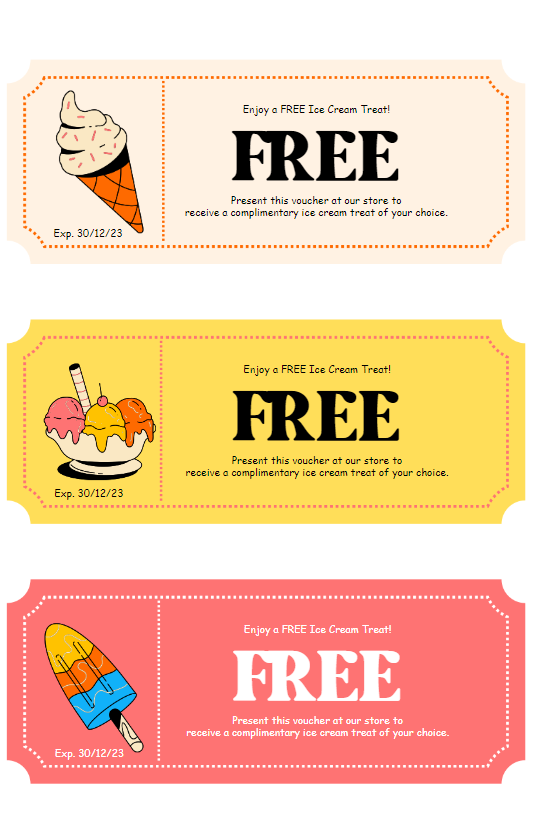 Enjoy a FREE Ice Cream Treat!
FREE
Present this voucher at our store to
receive a complimentary ice cream treat of your choice.
Exp. 30/12/23
Enjoy a FREE Ice Cream Treat!
FREE
Present this voucher at our store to
receive a complimentary ice cream treat of your choice.
Exp. 30/12/23
Enjoy a FREE Ice Cream Treat!
FREE
Present this voucher at our store to
receive a complimentary ice cream treat of your choice.
Exp. 30/12/23